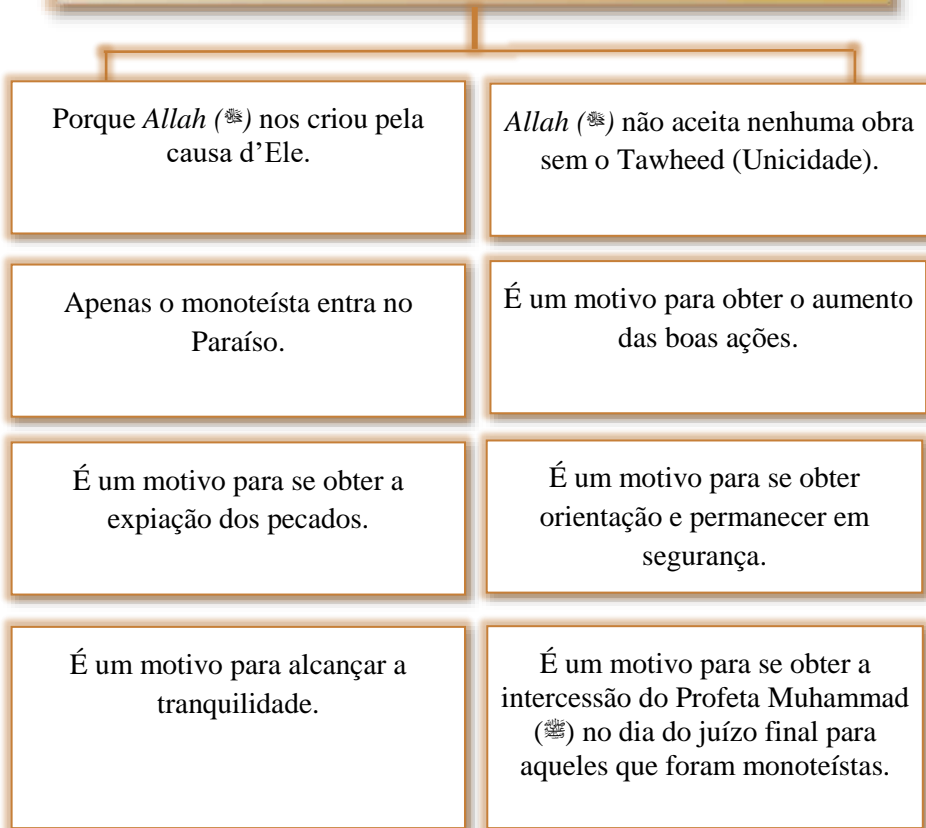 Porque Allah (ﷻ) nos criou pela
causa d’Ele.
Allah (ﷻ) não aceita nenhuma obra
sem o Tawheed (Unicidade).
Apenas o monoteísta entra no
Paraíso.
É um motivo para obter o aumento
das boas ações.
É um motivo para se obter a
expiação dos pecados.
É um motivo para se obter
orientação e permanecer em
segurança.
É um motivo para alcançar a
tranquilidade.
É um motivo para se obter a
intercessão do Profeta Muhammad
(ﷺ) no dia do juízo final para
aqueles que foram monoteístas.